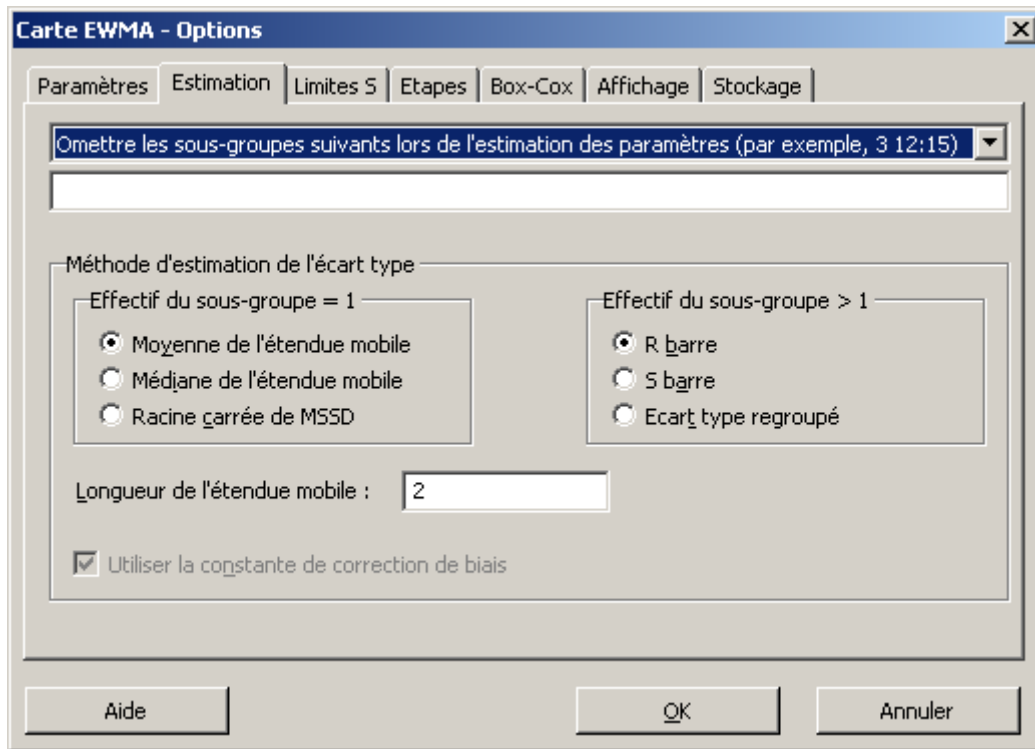 Carte EWMA - Options
Paramètres Estimation Limites S Etapes Box-Cox Affichage Stockage
Omettre les sous-groupes suivants lors de l'estimation des paramètres (par exemple, 3 12:15)
Méthode d'estimation de l'écart type
Effectif du sous-groupe = 1
Moyenne de l'étendue mobile
Médiane de l'étendue mobile
Racine carrée de MSSD
Effectif du sous-groupe > 1
R barre
S barre
Ecart type regroupé
Longueur de l'étendue mobile : 2
Utiliser la constante de correction de biais
Aide OK Annuler